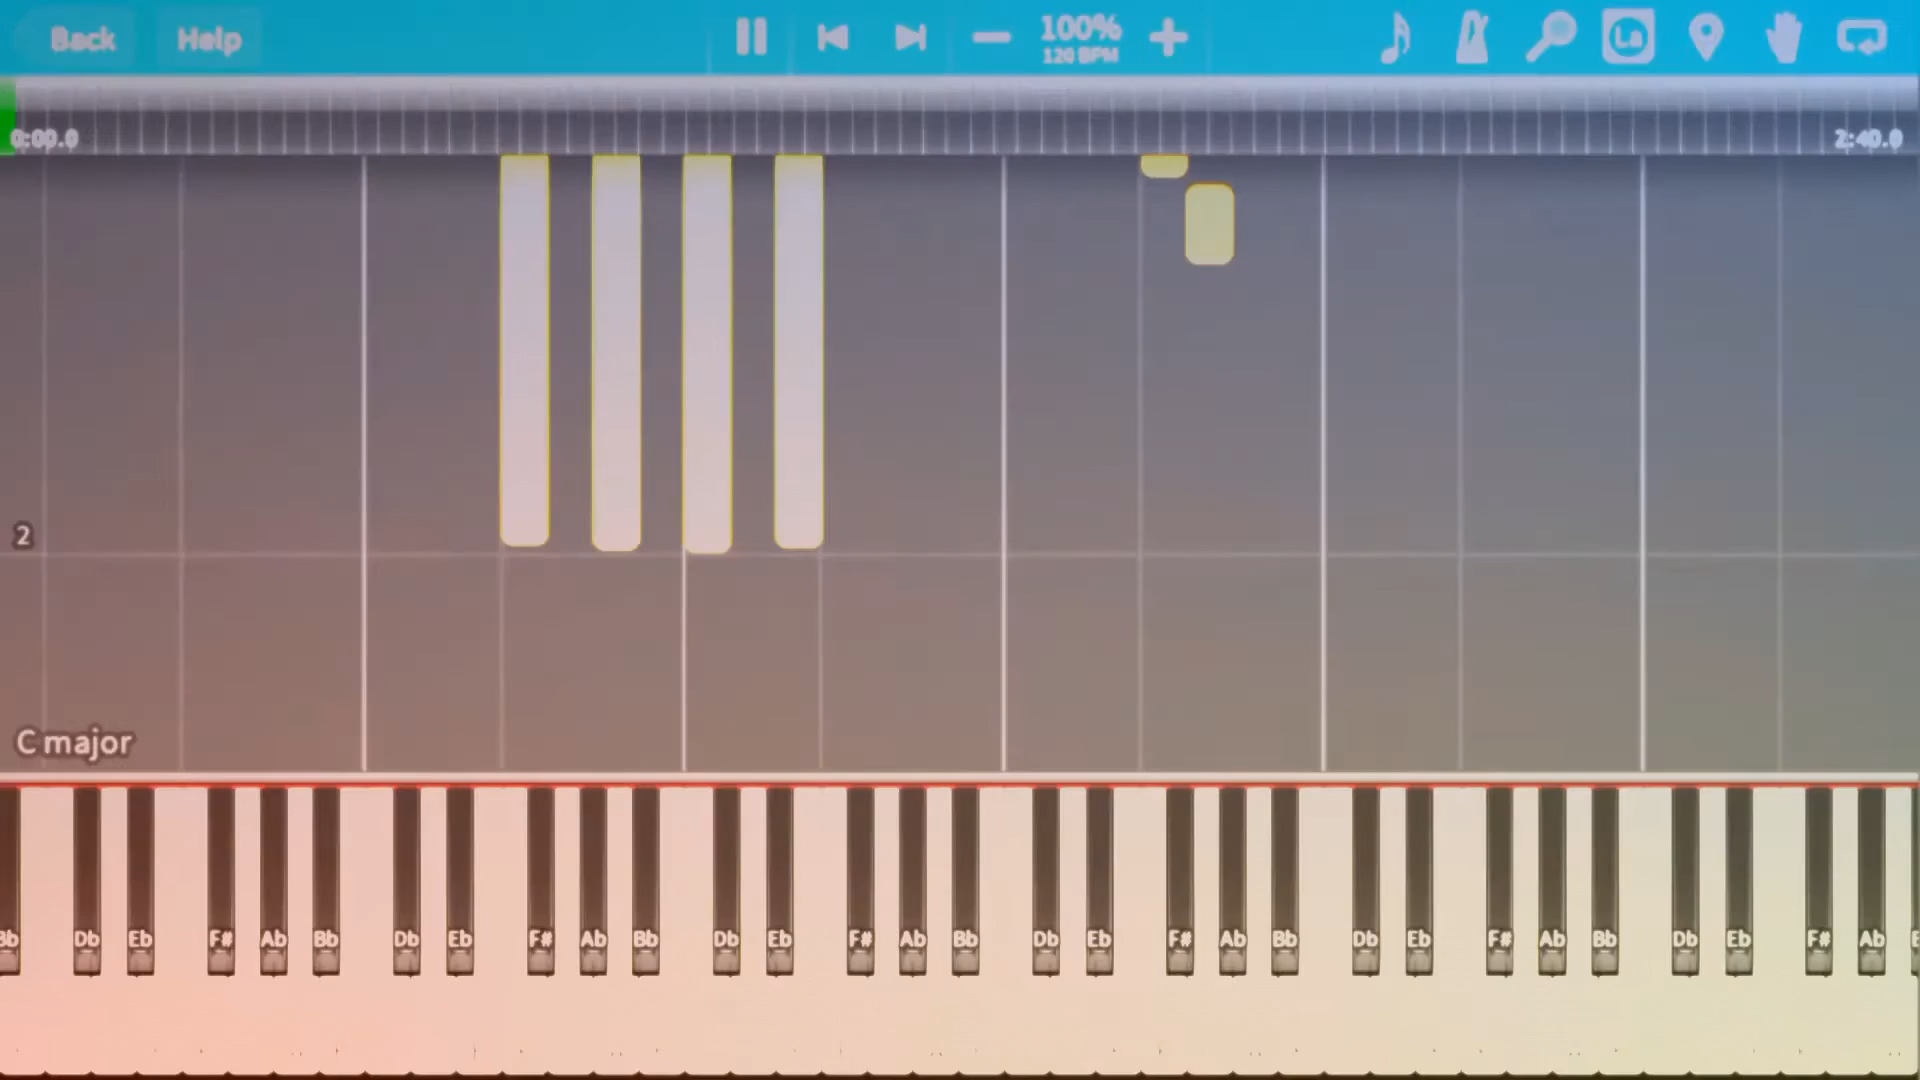 Back Help 100% La
120 BPM
0:00.0 2:40.0
2
C major
Bb Db Eb F# Ab Bb Db Eb F# Ab Bb Db Eb F# Ab Bb Db Eb F# Ab Bb Db Eb F# Ab Bb Db Eb F# Ab